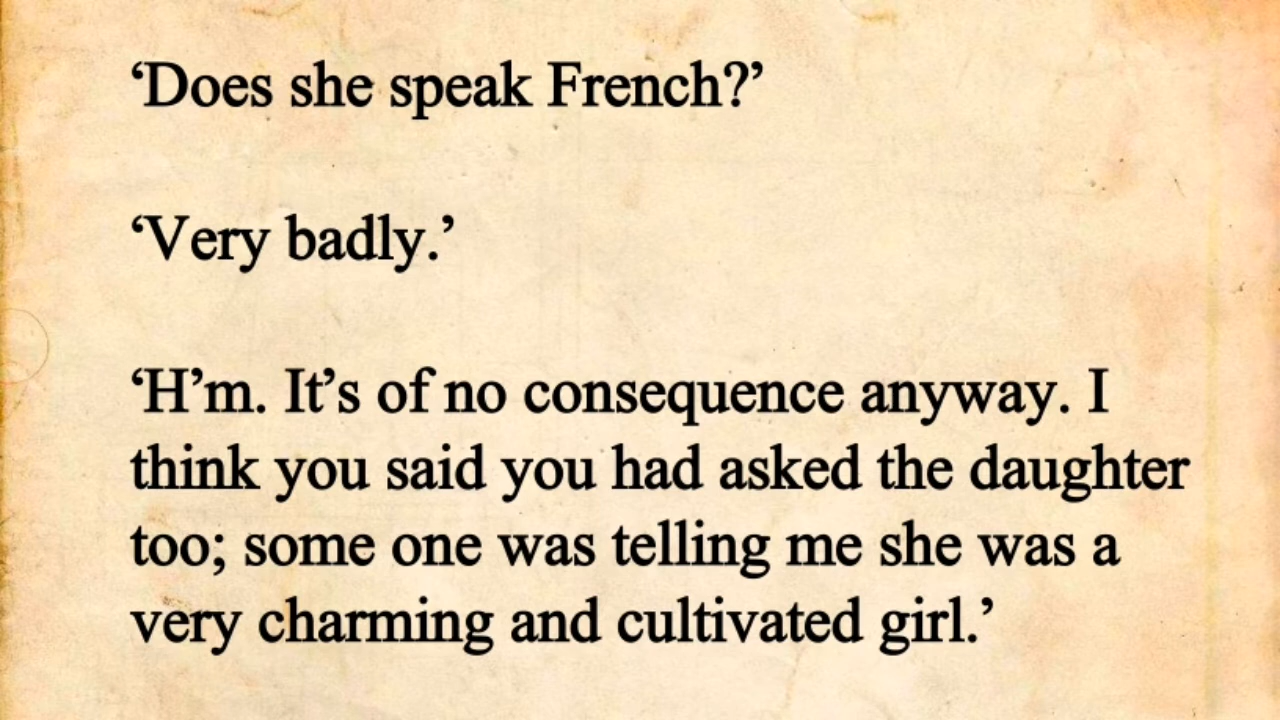 ‘Does she speak French?’
‘Very badly.’
‘H’m. It’s of no consequence anyway. I
think you said you had asked the daughter
too; some one was telling me she was a
very charming and cultivated girl.’